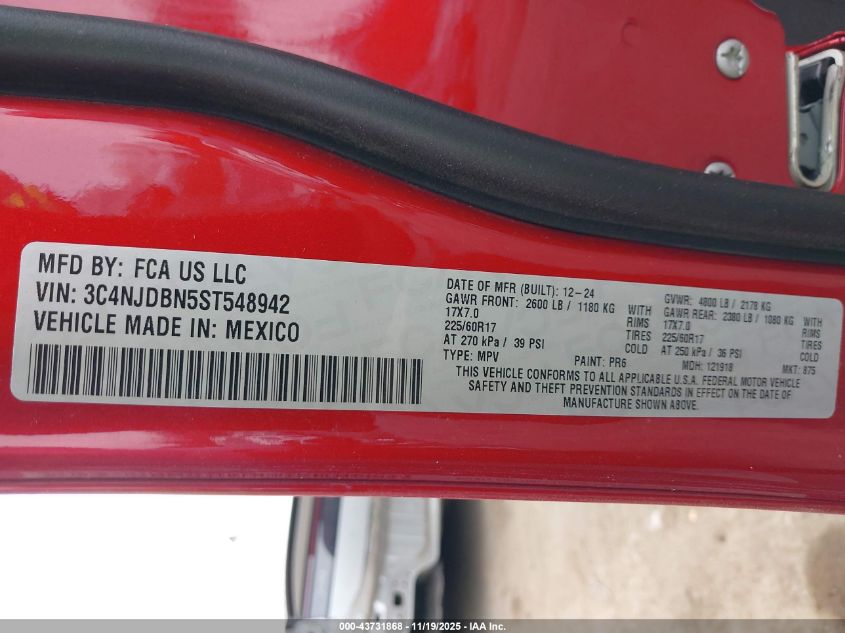 MFD BY: FCA US LLC
VIN: 3C4NJDBN5ST548942
VEHICLE MADE IN: MEXICO
DATE OF MFR (BUILT): 12-24 GVWR: 4800 LB / 2178 KG
GAWR FRONT: 2600 LB / 1180 KG WITH GAWR REAR: 2380 LB / 1080 KG WITH
17X7.0 RIMS 17X7.0 RIMS
225/60R17 TIRES 225/60R17 TIRES
AT 270 kPa / 39 PSI COLD AT 250 kPa / 36 PSI COLD
TYPE: MPV PAINT: PR6 MDH: 121918 MKT: 875
THIS VEHICLE CONFORMS TO ALL APPLICABLE U.S.A. FEDERAL MOTOR VEHICLE
SAFETY AND THEFT PREVENTION STANDARDS IN EFFECT ON THE DATE OF
MANUFACTURE SHOWN ABOVE.
000-43731868 - 11/19/2025 - IAA Inc.